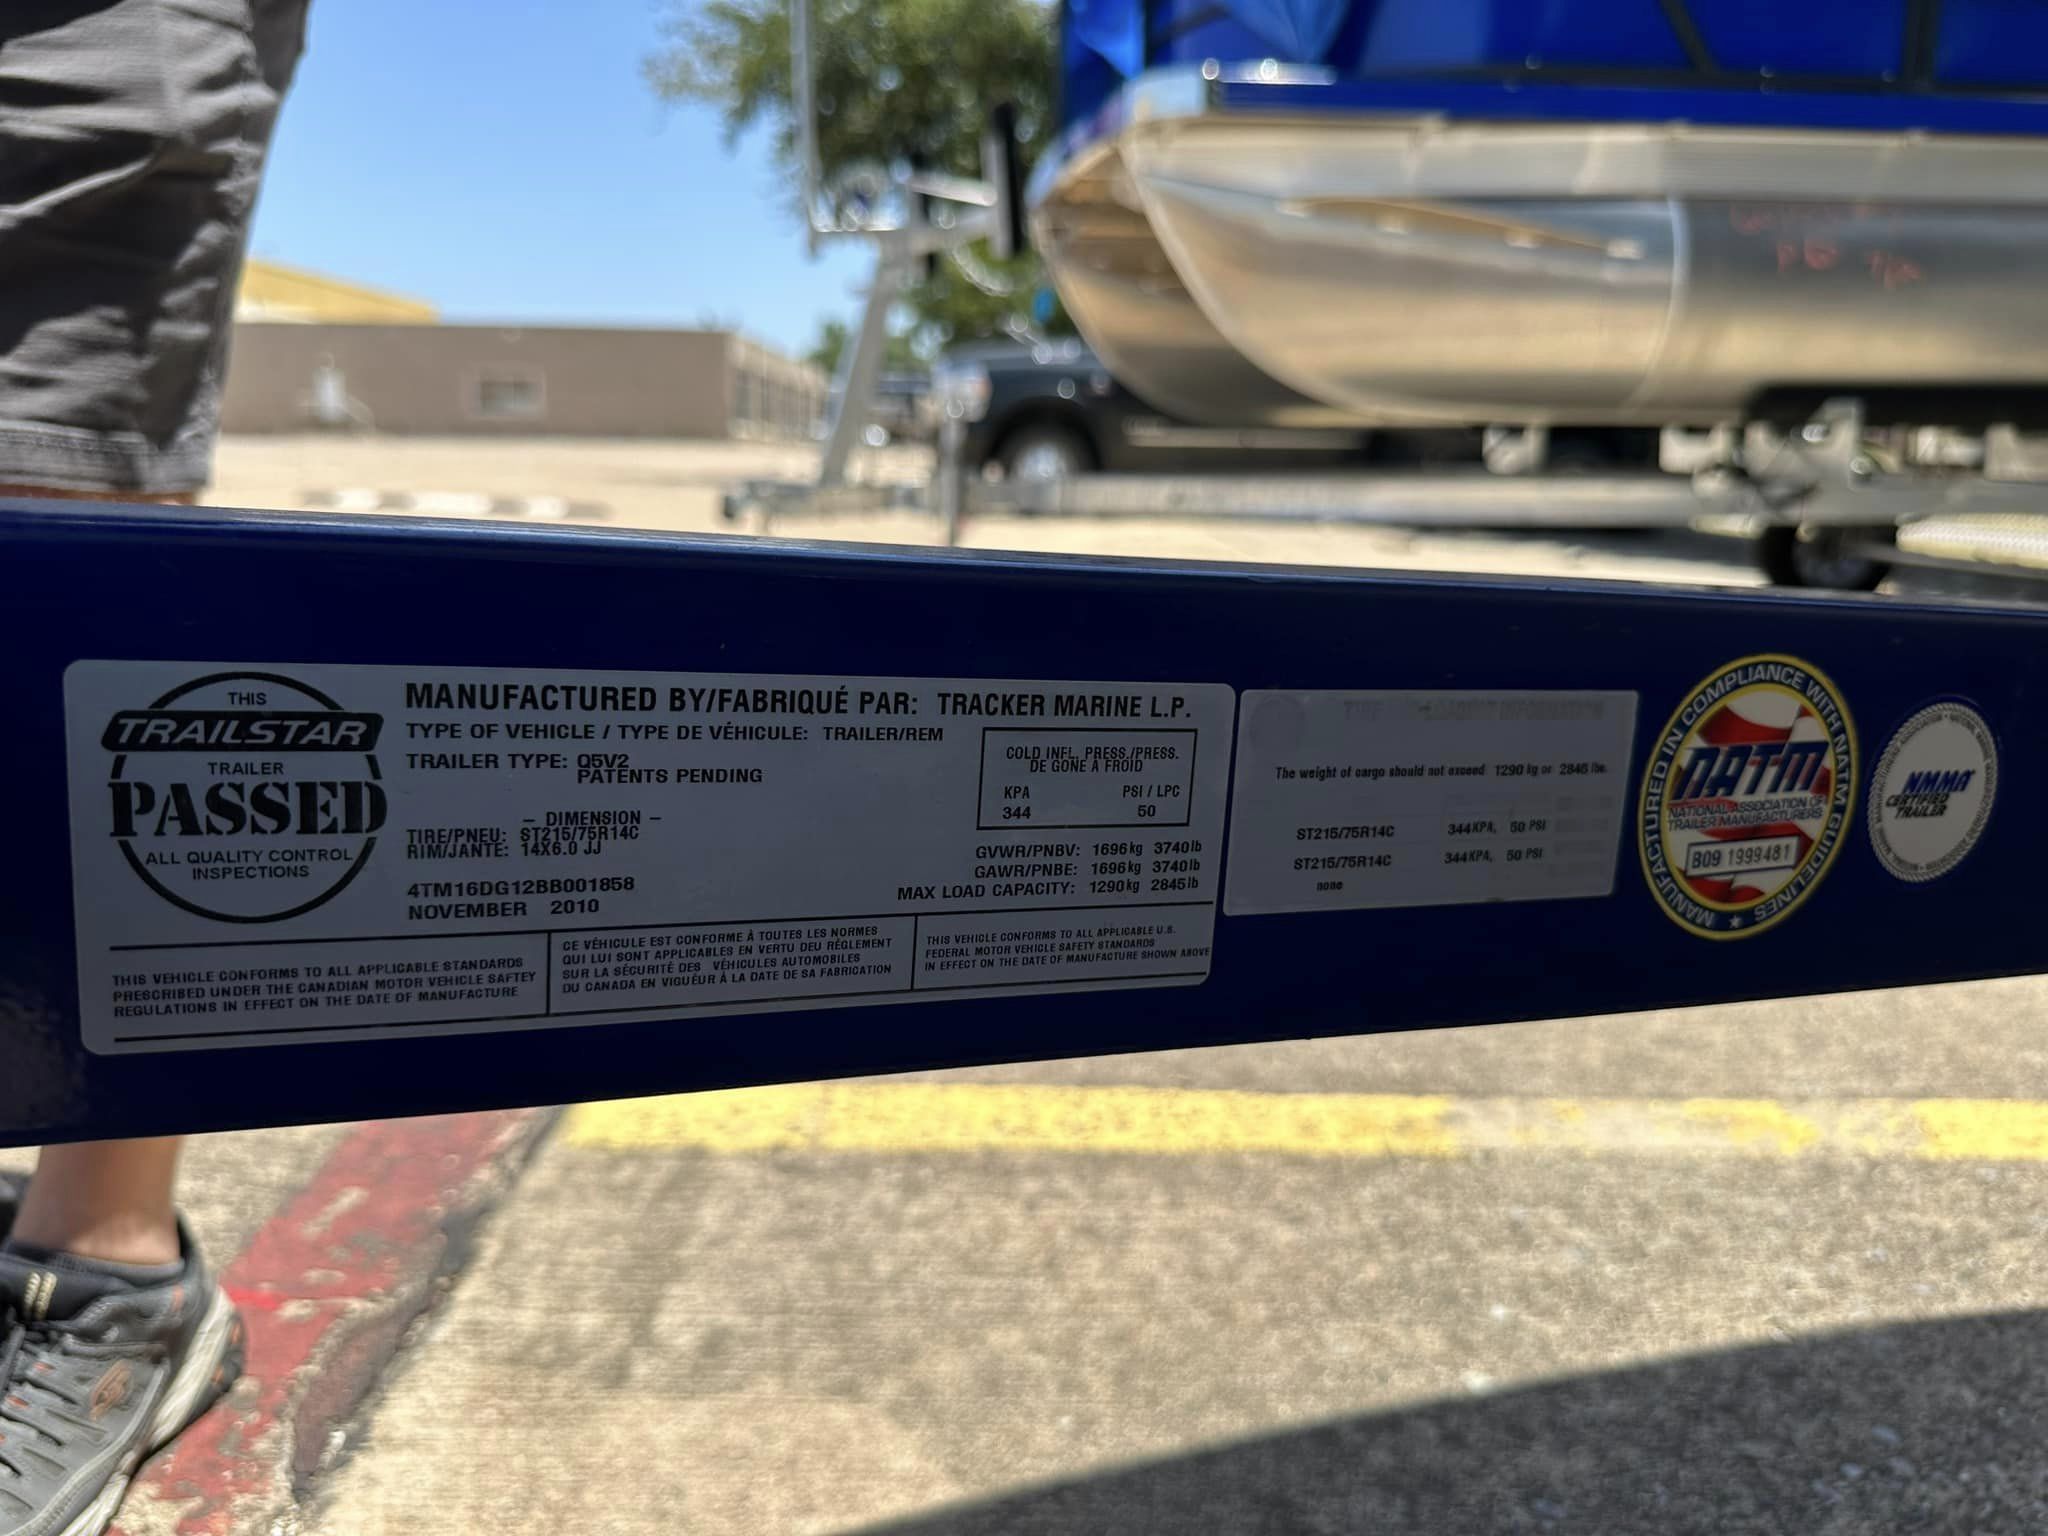 THIS
TRAILSTAR
TRAILER
PASSED
ALL QUALITY CONTROL
INSPECTIONS
MANUFACTURED BY/FABRIQUÉ PAR: TRACKER MARINE L.P.
TYPE OF VEHICLE / TYPE DE VÉHICULE: TRAILER/REM
TRAILER TYPE: Q5V2
PATENTS PENDING
– DIMENSION –
TIRE/PNEU: ST215/75R14C
RIM/JANTE: 14X6.0 JJ
4TM16DG12BB001858
NOVEMBER 2010
COLD INFL. PRESS./PRESS.
DE GONE À FROID
KPA PSI / LPC
344 50
GVWR/PNBV: 1696kg 3740lb
GAWR/PNBE: 1696kg 3740lb
MAX LOAD CAPACITY: 1290kg 2845lb
THIS VEHICLE CONFORMS TO ALL APPLICABLE STANDARDS
PRESCRIBED UNDER THE CANADIAN MOTOR VEHICLE SAFTEY
REGULATIONS IN EFFECT ON THE DATE OF MANUFACTURE
CE VÉHICULE EST CONFORME À TOUTES LES NORMES
QUI LUI SONT APPLICABLES EN VERTU DEU RÉGLEMENT
SUR LA SÉCURITÉ DES VÉHICULES AUTOMOBILES
DU CANADA EN VIGUEUR À LA DATE DE SA FABRICATION
THIS VEHICLE CONFORMS TO ALL APPLICABLE U.S.
FEDERAL MOTOR VEHICLE SAFETY STANDARDS
IN EFFECT ON THE DATE OF MANUFACTURE SHOWN ABOVE
The weight of cargo should not exceed 1290 kg or 2845 lbs.
ST215/75R14C 344KPA, 50 PSI
ST215/75R14C 344KPA, 50 PSI
none
MANUFACTURED IN COMPLIANCE WITH NATM GUIDELINES
NATM
NATIONAL ASSOCIATION OF
TRAILER MANUFACTURERS
B09 1999481
NMMA
CERTIFIED
TRAILER